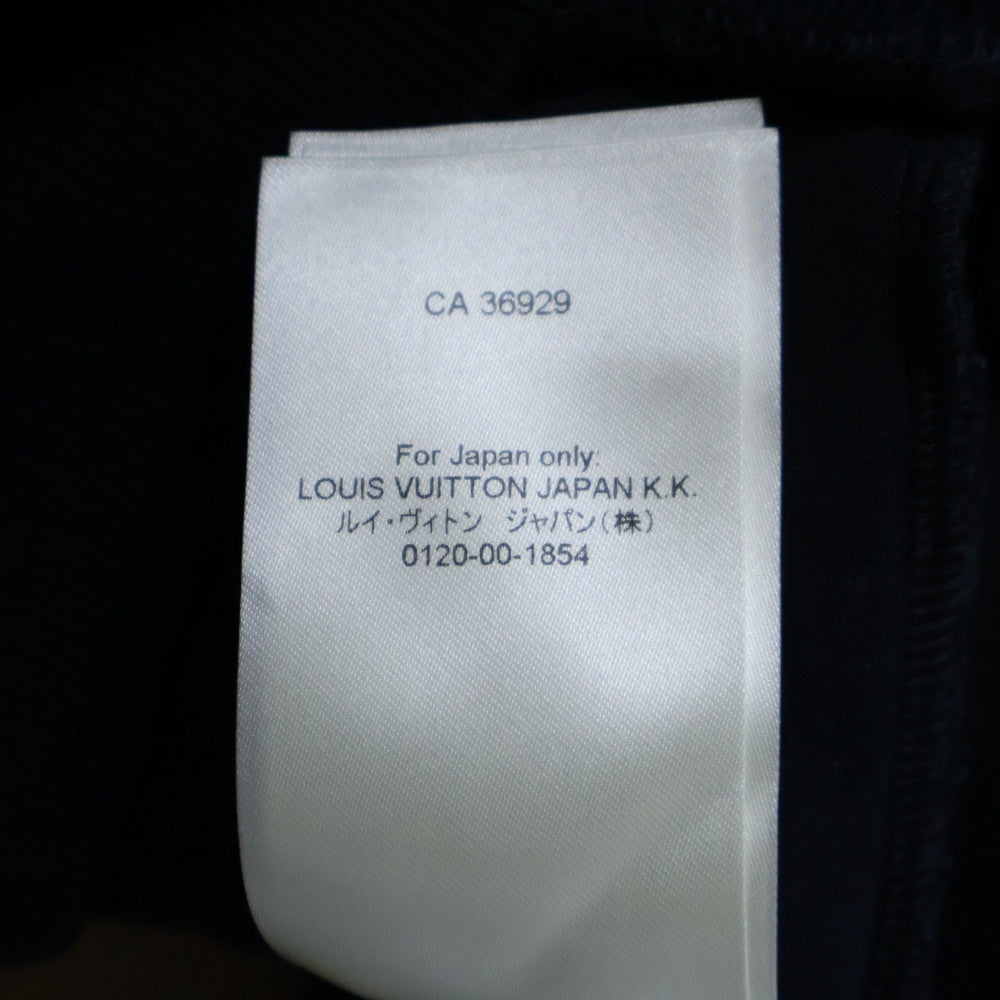 CA 36929
For Japan only:
LOUIS VUITTON JAPAN K.K.
ルイ・ヴィトン ジャパン(株)
0120-00-1854